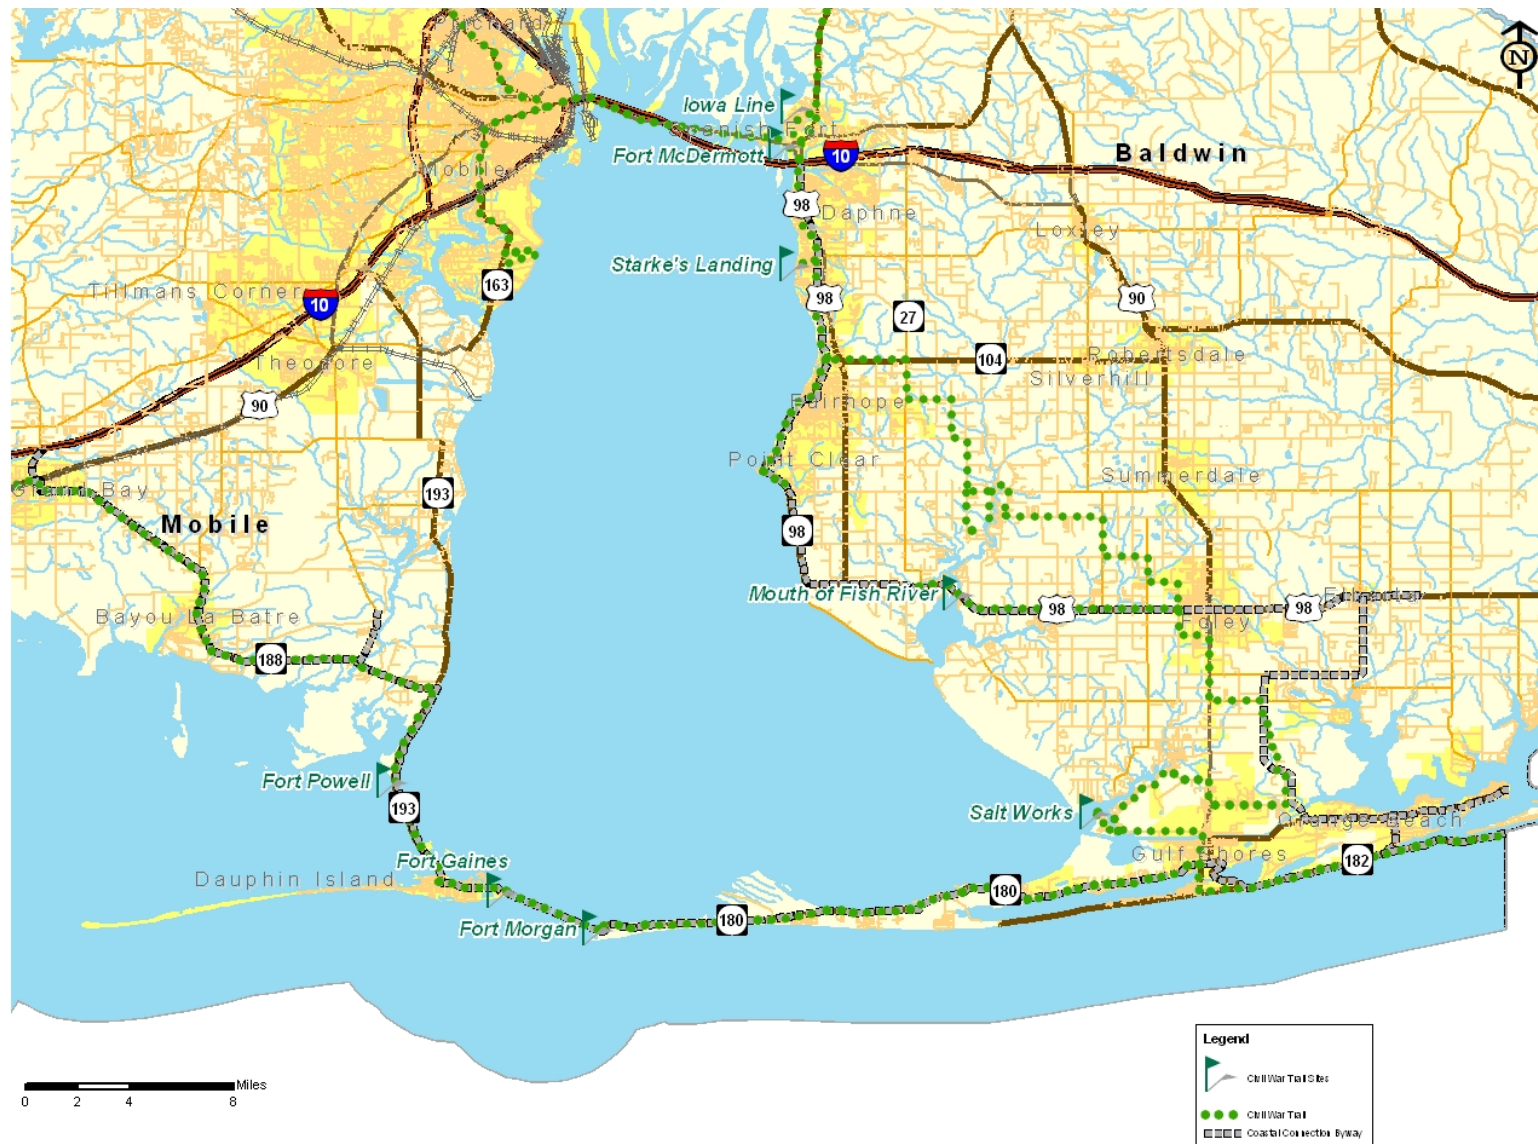 Prichard
N
Iowa Line
Spanish Fort
Fort McDermott
10
Baldwin
Mobile
98
Daphne
Loxley
Starke's Landing
163
Tillmans Corner
10
98
27
90
Theodore
104
Robertsdale
Silverhill
90
Fairhope
Point Clear
Summerdale
Grand Bay
193
Mobile
98
Mouth of Fish River
98
98
Elberta
Bayou La Batre
Foley
188
Fort Powell
193
Salt Works
Orange Beach
Fort Gaines
Gulf Shores
182
Dauphin Island
180
Fort Morgan
180
Legend
Civil War Trail Sites
Civil War Trail
Coastal Connection Byway
Miles
0 2 4 8